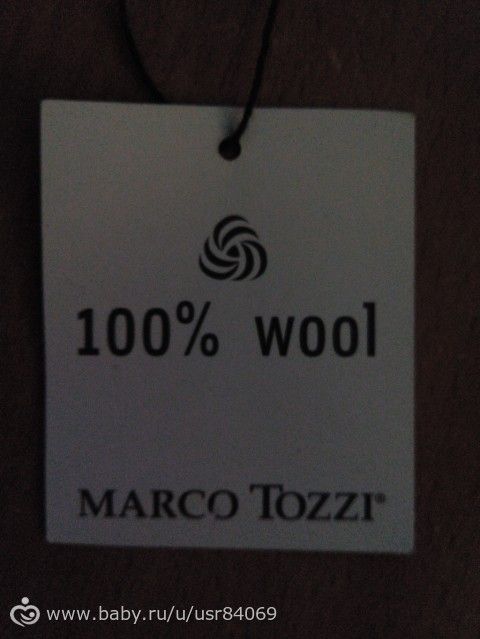 100% wool
MARCO TOZZI®
www.baby.ru/u/usr84069